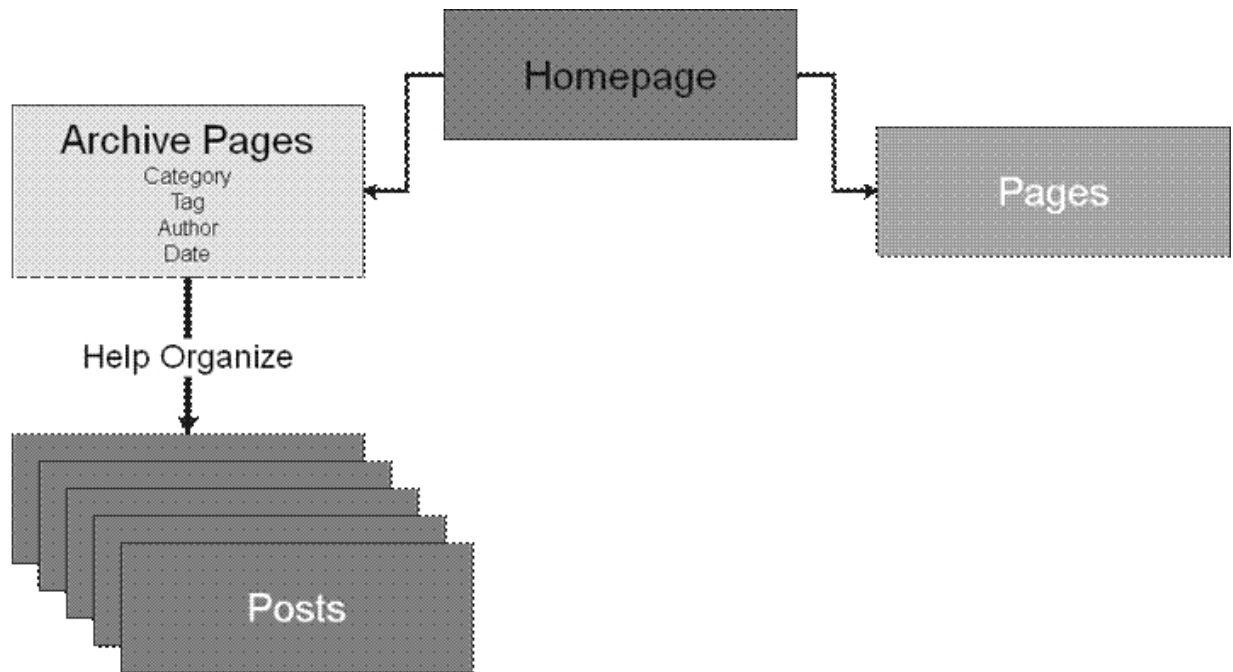 Homepage
Archive Pages
Category
Tag
Author
Date
Pages
Help Organize
Posts